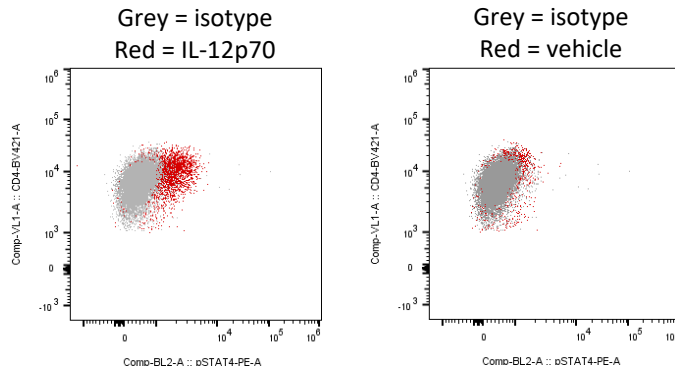 Grey = isotype
Red = IL-12p70
10^6
10^5
10^4
10^3
0
-10^3
Comp-VL1-A :: CD4-BV421-A
0
10^4
10^5
10^6
Comp-BL2-A :: pSTAT4-PE-A
Grey = isotype
Red = vehicle
10^6
10^5
10^4
10^3
0
-10^3
Comp-VL1-A :: CD4-BV421-A
0
10^4
10^5
10^6
Comp-BL2-A :: pSTAT4-PE-A